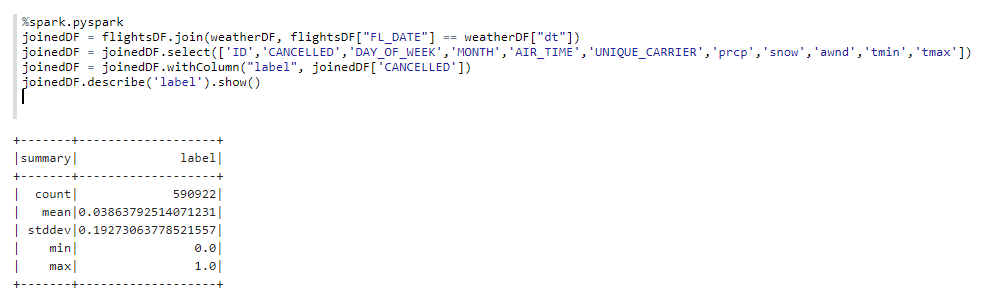 %spark.pyspark
joinedDF = flightsDF.join(weatherDF, flightsDF["FL_DATE"] == weatherDF["dt"])
joinedDF = joinedDF.select(['ID','CANCELLED','DAY_OF_WEEK','MONTH','AIR_TIME','UNIQUE_CARRIER','prcp','snow','awnd','tmin','tmax'])
joinedDF = joinedDF.withColumn("label", joinedDF['CANCELLED'])
joinedDF.describe('label').show()
+-------+-------------------+
|summary|              label|
+-------+-------------------+
|  count|             590922|
|   mean|0.03863792514071231|
| stddev|0.19273063778521557|
|    min|                0.0|
|    max|                1.0|
+-------+-------------------+